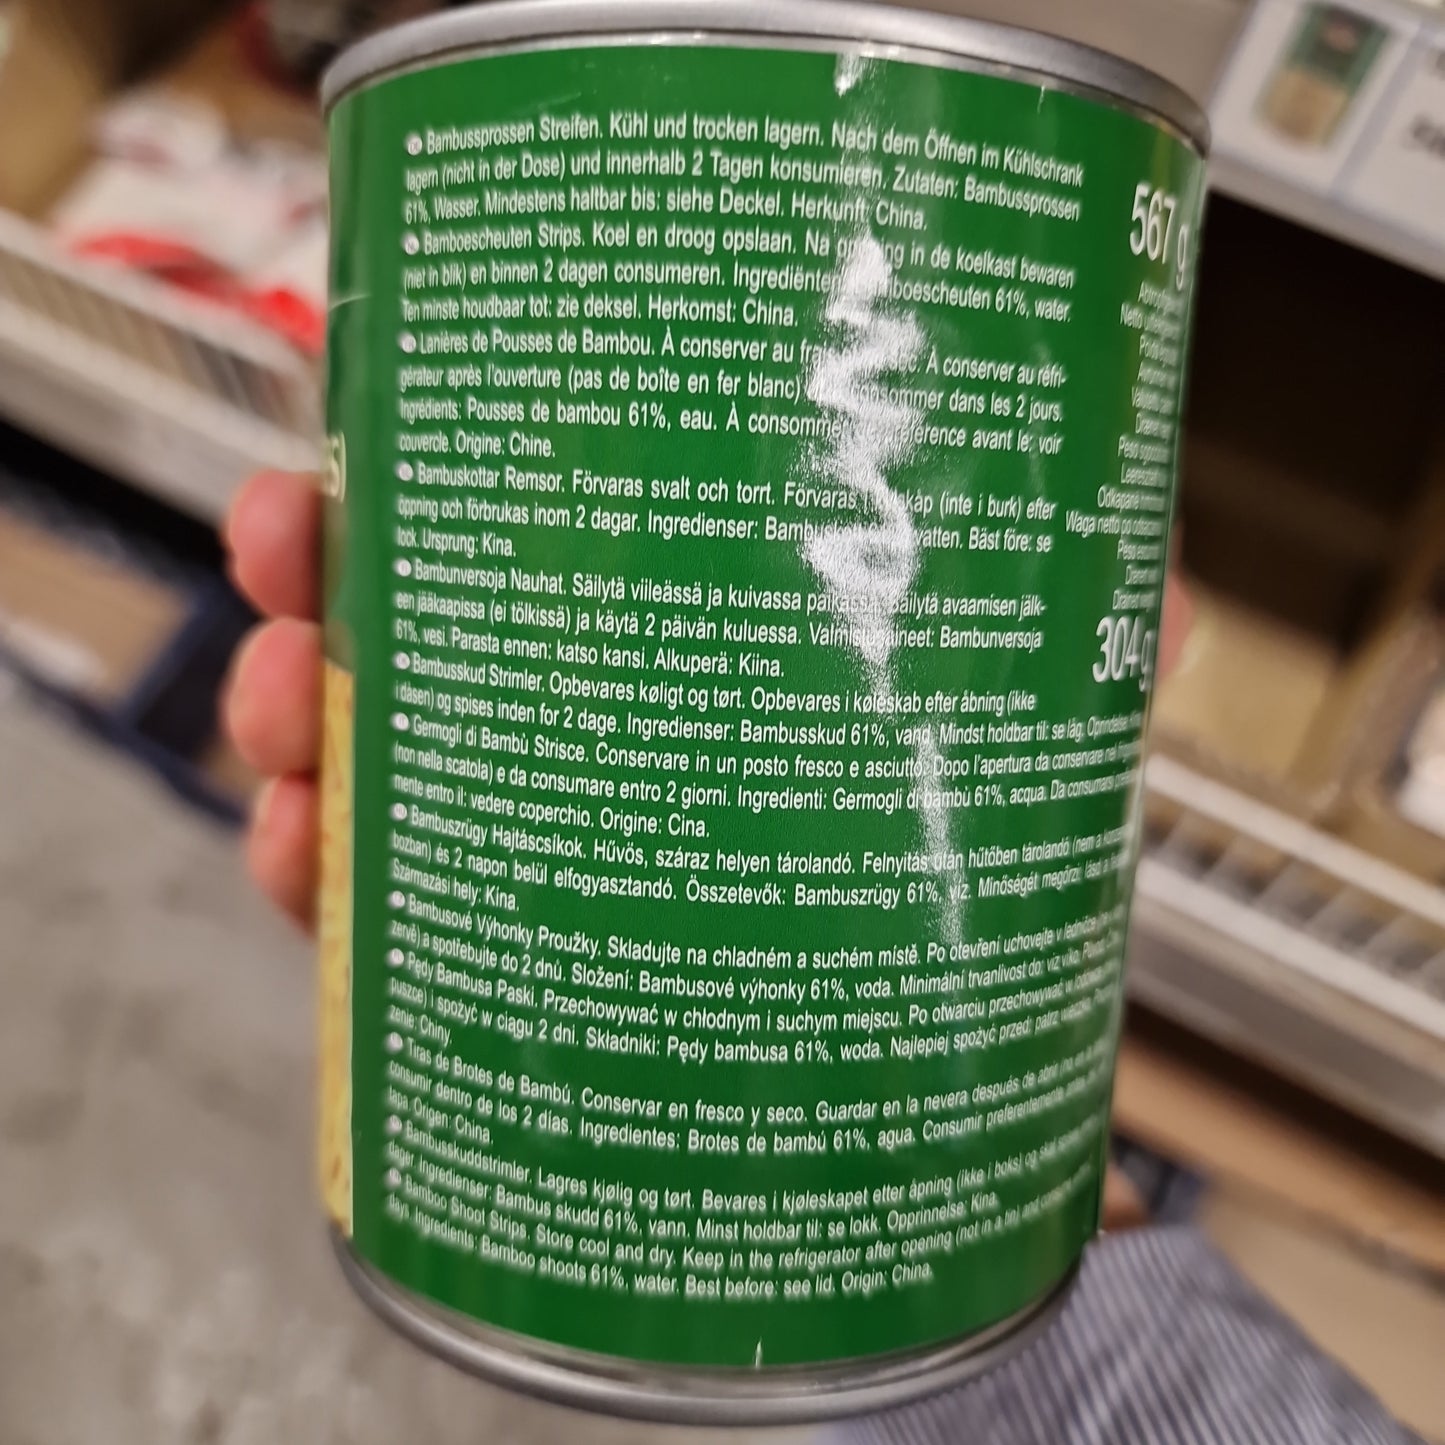 Bambussprossen Streifen. Kühl und trocken lagern. Nach dem Öffnen im Kühlschrank
lagern (nicht in der Dose) und innerhalb 2 Tagen konsumieren. Zutaten: Bambussprossen
61%, Wasser. Mindestens haltbar bis: siehe Deckel. Herkunft: China.
Bamboescheuten Strips. Koel en droog opslaan. Na in de koelkast bewaren
(niet in blik) en binnen 2 dagen consumeren. 61%, water.
Ten minste houdbaar tot: zie deksel. Herkomst: China.
Lanières de Pousses de Bambou. À conserver au À conserver au réfri-
gérateur après l'ouverture (pas de boîte en fer blanc) dans les 2 jours.
Ingrédients: Pousses de bambou 61%, eau. À avant le: voir
couvercle. Origine: Chine.
Bambuskottar Remsor. Förvaras svalt och torrt. Förvaras (inte i burk) efter
öppning och förbrukas inom 2 dagar. Ingredienser: vatten. Bäst före: se
lock. Ursprung: Kina.
Bambunversoja Nauhat. Säilytä viileässä ja kuivassa Säilytä avaamisen jälk-
een jääkaapissa (ei tölkissä) ja käytä 2 päivän kuluessa. Bambunversoja
61%, vesi. Parasta ennen: katso kansi. Alkuperä: Kiina.
Bambusskud Strimler. Opbevares køligt og tørt. Opbevares i køleskab efter åbning (ikke
i dåsen) og spises inden for 2 dage. Ingredienser: Bambusskud 61%, vand. Mindst holdbar til: se låg.
Germogli di Bambù Strisce. Conservare in un posto fresco e asciutto. Dopo l'apertura da conservare nel
(non nella scatola) e da consumare entro 2 giorni. Ingredienti: Germogli di bambù 61%, acqua. Da consumarsi
mente entro il: vedere coperchio. Origine: Cina.
Bambuszrügy Hajtáscsíkok. Hűvös, száraz helyen tárolandó. Felnyitás után hűtőben tárolandó (nem a
bozban) és 2 napon belül elfogyasztandó. Összetevők: Bambuszrügy 61%, víz. Minőségét megőrzi:
Származási hely: Kína.
Bambusové Výhonky Proužky. Skladujte na chladném a suchém místě. Po otevření uchovejte v
zervě) a spotřebujte do 2 dnů. Složení: Bambusové výhonky 61%, voda. Minimální trvanlivost do: viz víko.
Pędy Bambusa Paski. Przechowywać w chłodnym i suchym miejscu. Po otwarciu przechowywać w
puszce) i spożyć w ciągu 2 dni. Składniki: Pędy bambusa 61%, woda. Najlepiej spożyć przed: patrz wieczko.
zenie: Chiny.
Tiras de Brotes de Bambú. Conservar en fresco y seco. Guardar en la nevera después de abrir
consumir dentro de los 2 días. Ingredientes: Brotes de bambú 61%, agua. Consumir preferentemente
tapa. Origen: China.
Bambusskuddstrimler. Lagres kjølig og tørt. Bevares i kjøleskapet etter åpning (ikke i boks) og
dager. Ingredienser: Bambus skudd 61%, vann. Minst holdbar til: se lokk. Opprinnelse: Kina.
Bamboo Shoot Strips. Store cool and dry. Keep in the refrigerator after opening (not in a tin) and
days. Ingredients: Bamboo shoots 61%, water. Best before: see lid. Origin: China.
567 g
304 g